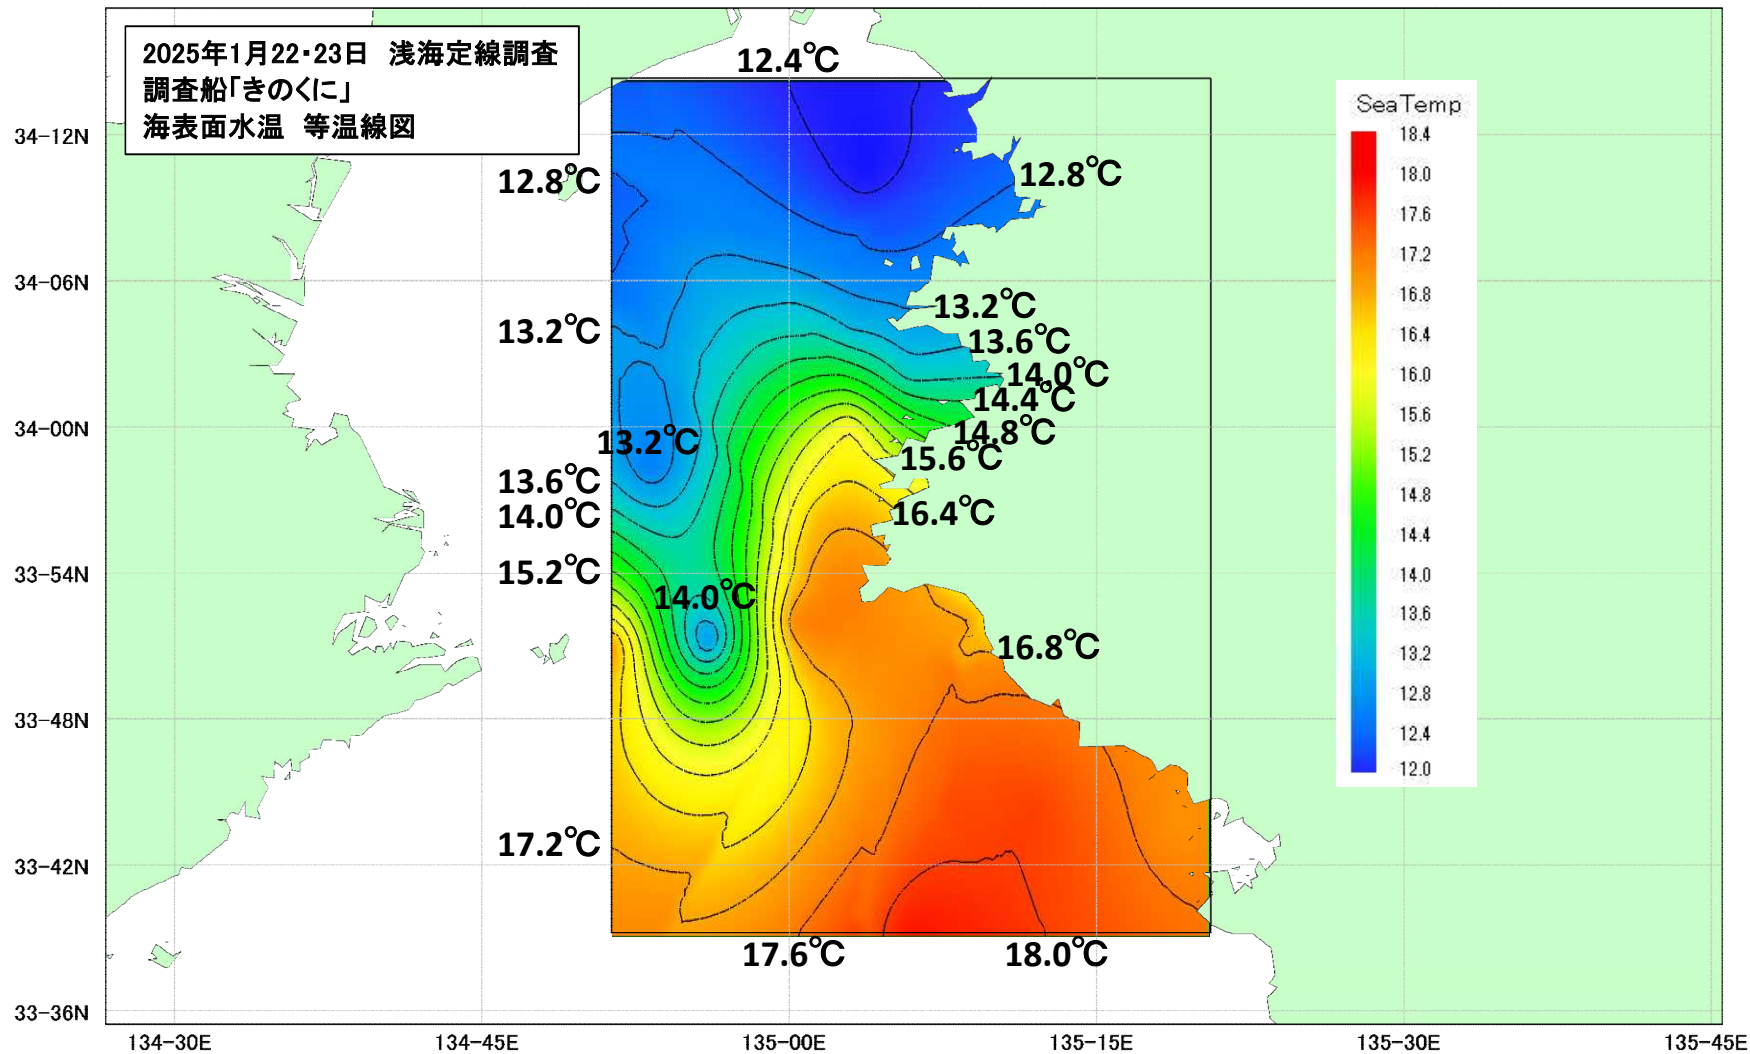 2025年1月22・23日　浅海定線調査
調査船「きのくに」
海表面水温　等温線図
12.4℃
SeaTemp
18.4
18.0
17.6
17.2
16.8
16.4
16.0
15.6
15.2
14.8
14.4
14.0
13.6
13.2
12.8
12.4
12.0
34-12N
34-06N
34-00N
33-54N
33-48N
33-42N
33-36N
12.8℃
13.2℃
13.2℃
13.6℃
14.0℃
15.2℃
14.0℃
17.2℃
12.8℃
13.2℃
13.6℃
14.0℃
14.4℃
14.8℃
15.6℃
16.4℃
16.8℃
17.6℃
18.0℃
134-30E
134-45E
135-00E
135-15E
135-30E
135-45E